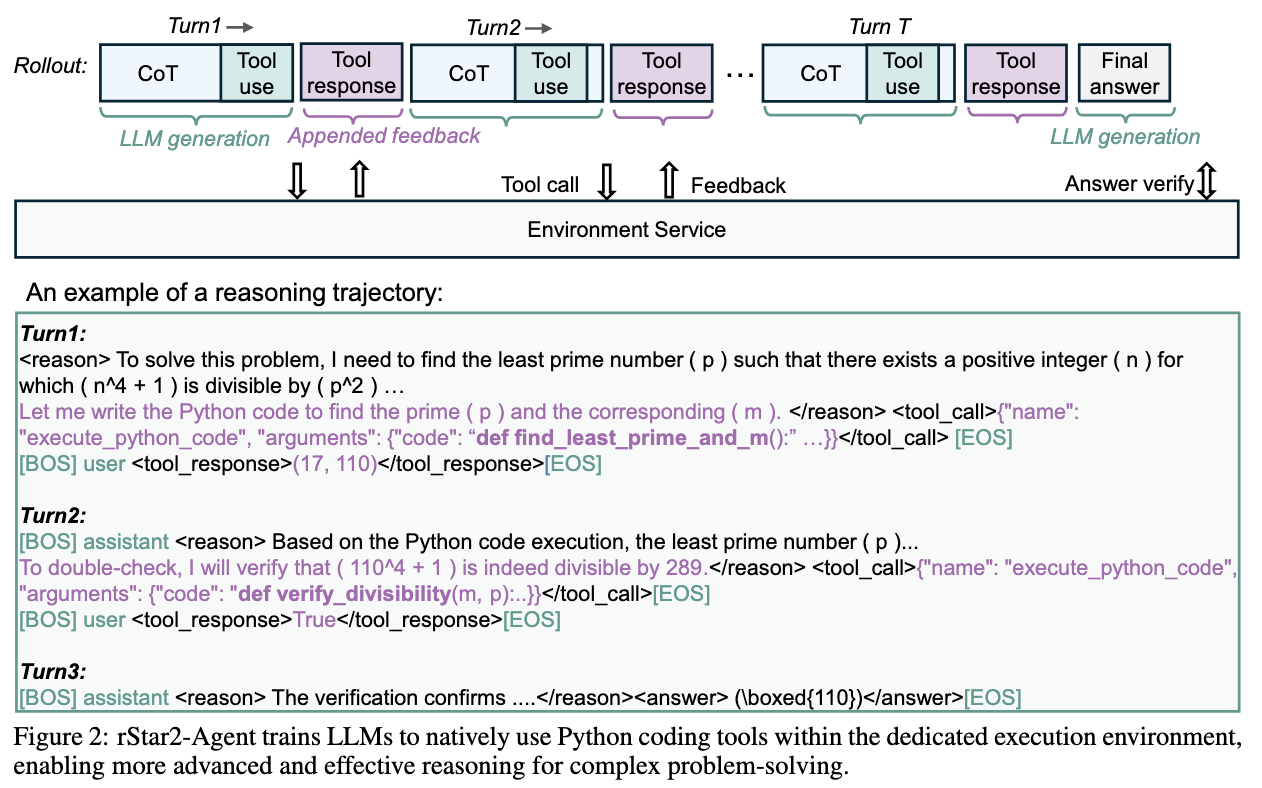 Turn1 Turn2 Turn T
Rollout: CoT Tool use Tool response CoT Tool use Tool response ... CoT Tool use Tool response Final answer
LLM generation Appended feedback LLM generation
Tool call Feedback Answer verify
Environment Service
An example of a reasoning trajectory:
Turn1:
<reason> To solve this problem, I need to find the least prime number ( p ) such that there exists a positive integer ( n ) for
which ( n^4 + 1 ) is divisible by ( p^2 ) …
Let me write the Python code to find the prime ( p ) and the corresponding ( m ). </reason> <tool_call>{"name":
"execute_python_code", "arguments": {"code": “def find_least_prime_and_m():” …}}</tool_call> [EOS]
[BOS] user <tool_response>(17, 110)</tool_response>[EOS]
Turn2:
[BOS] assistant <reason> Based on the Python code execution, the least prime number ( p )...
To double-check, I will verify that ( 110^4 + 1 ) is indeed divisible by 289.</reason> <tool_call>{"name": "execute_python_code",
"arguments": {"code": "def verify_divisibility(m, p):..}}</tool_call>[EOS]
[BOS] user <tool_response>True</tool_response>[EOS]
Turn3:
[BOS] assistant <reason> The verification confirms ....</reason><answer> (\boxed{110})</answer>[EOS]
Figure 2: rStar2-Agent trains LLMs to natively use Python coding tools within the dedicated execution environment,
enabling more advanced and effective reasoning for complex problem-solving.